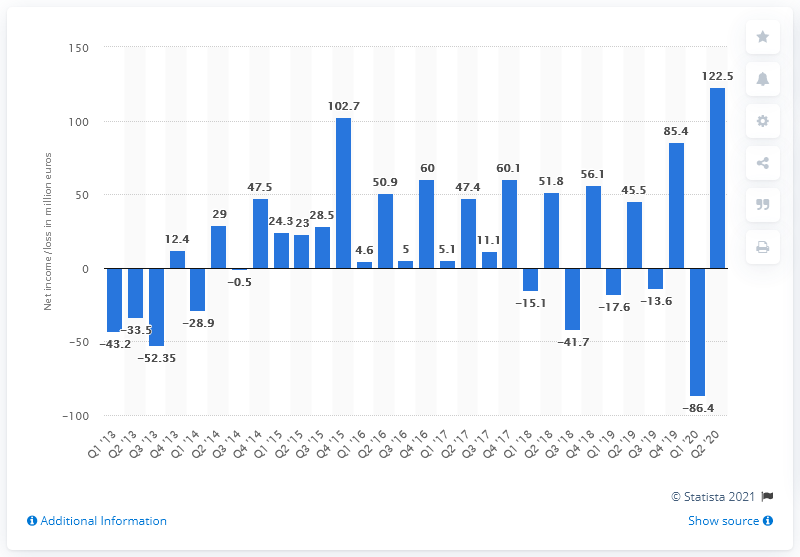 Net income/loss in million euros
150
100
50
0
−50
−100
−43.2
−33.5
−52.35
12.4
−28.9
29
−0.5
47.5
24.3
23
28.5
102.7
4.6
50.9
5
60
5.1
47.4
11.1
60.1
−15.1
51.8
−41.7
56.1
−17.6
45.5
−13.6
85.4
−86.4
122.5
Q1 '13
Q2 '13
Q3 '13
Q4 '13
Q1 '14
Q2 '14
Q3 '14
Q4 '14
Q1 '15
Q2 '15
Q3 '15
Q4 '15
Q1 '16
Q2 '16
Q3 '16
Q4 '16
Q1 '17
Q2 '17
Q3 '17
Q4 '17
Q1 '18
Q2 '18
Q3 '18
Q4 '18
Q1 '19
Q2 '19
Q3 '19
Q4 '19
Q1 '20
Q2 '20
© Statista 2021
Additional Information
Show source